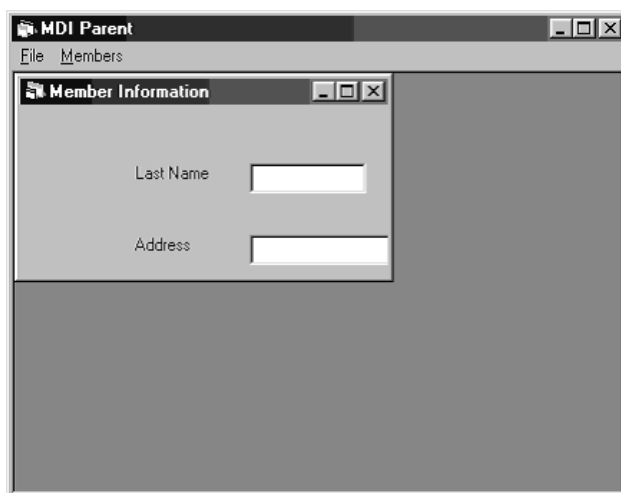 MDI Parent
File Members
Member Information
Last Name
Address